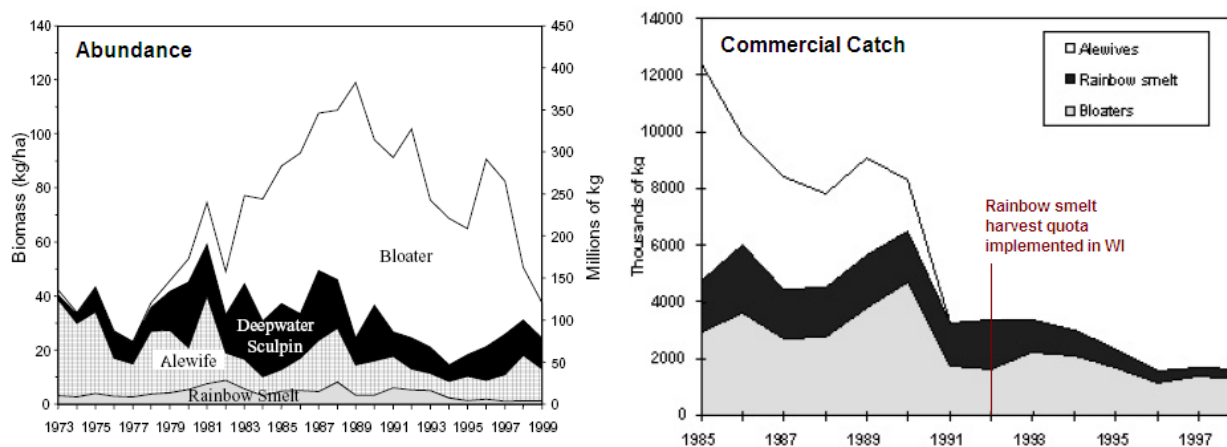 Abundance
140
120
100
80
60
40
20
0
Biomass (kg/ha)
450
400
350
300
250
200
150
100
50
0
Millions of kg
Bloater
Deepwater
Sculpin
Alewife
Rainbow Smelt
1973 1975 1977 1979 1981 1983 1985 1987 1989 1991 1993 1995 1997 1999
Commercial Catch
14000
12000
10000
8000
6000
4000
2000
0
Thousands of kg
Alewives
Rainbow smelt
Bloaters
Rainbow smelt
harvest quota
implemented in WI
1985 1987 1989 1991 1993 1995 1997